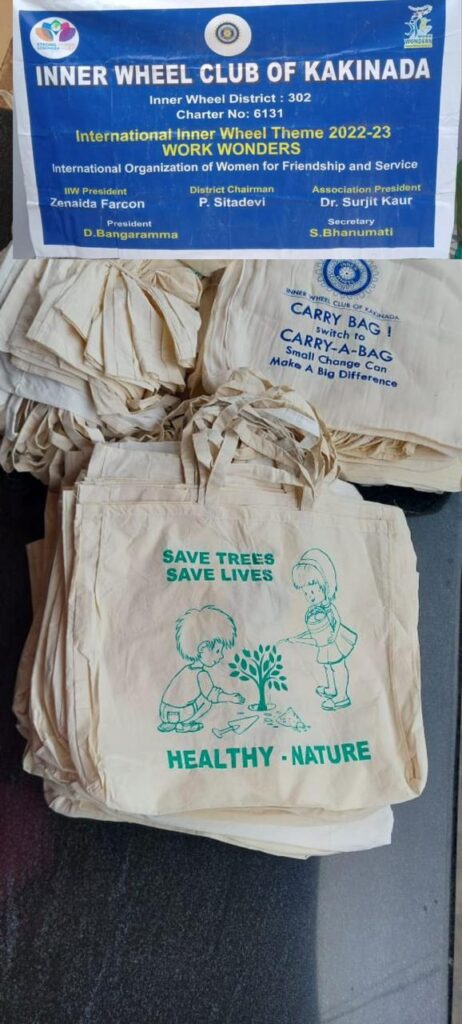 STRONG
WOMEN
WONDERS
INNER WHEEL CLUB OF KAKINADA
Inner Wheel District : 302
Charter No: 6131
International Inner Wheel Theme 2022-23
WORK WONDERS
International Organization of Women for Friendship and Service
IIW President District Chairman Association President
Zenaida Farcon P. Sitadevi Dr. Surjit Kaur
President Secretary
D.Bangaramma S.Bhanumati
INNER WHEEL CLUB OF KAKINADA
CARRY BAG !
switch to
CARRY-A-BAG
Small Change Can
Make A Big Difference
SAVE TREES
SAVE LIVES
HEALTHY - NATURE